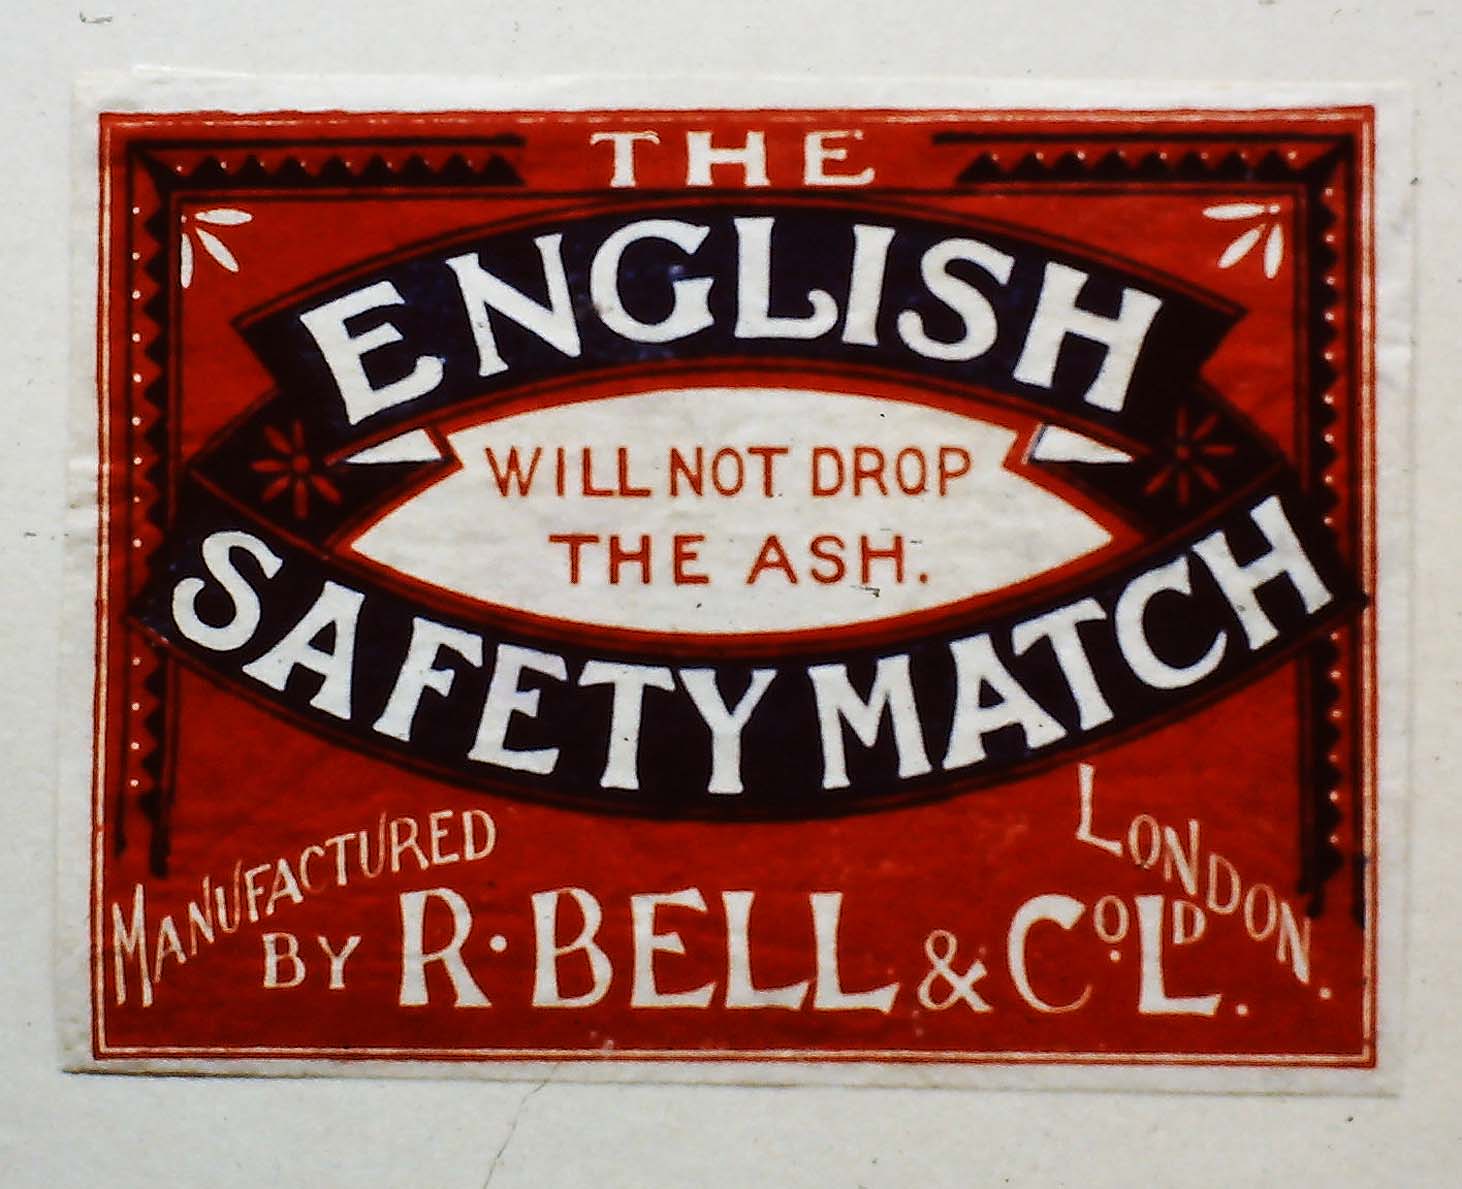 THE
ENGLISH
WILL NOT DROP
THE ASH.
SAFETY MATCH
MANUFACTURED
BY R. BELL & Co. LD.
LONDON.